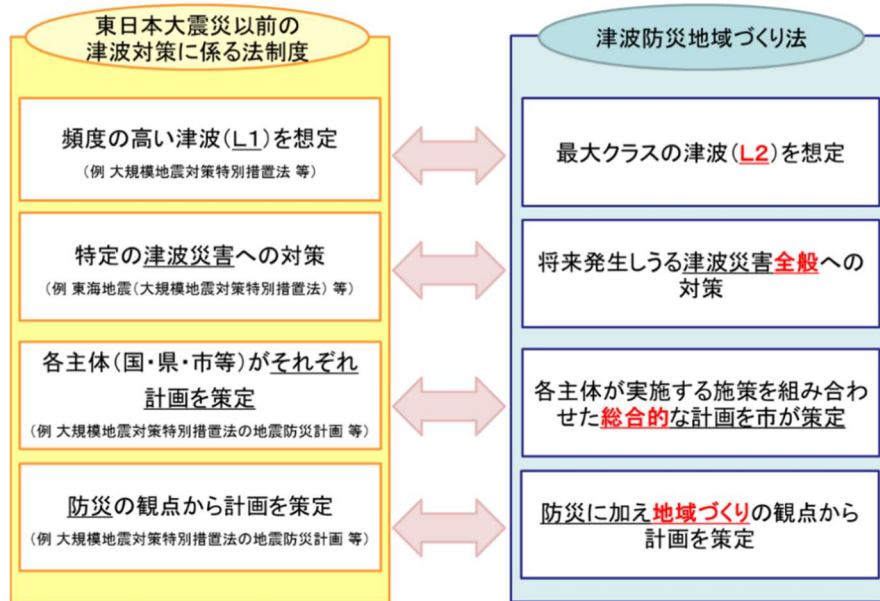 東日本大震災以前の
津波対策に係る法制度
頻度の高い津波（L1）を想定
（例 大規模地震対策特別措置法 等）
特定の津波災害への対策
（例 東海地震（大規模地震対策特別措置法） 等）
各主体（国・県・市等）がそれぞれ
計画を策定
（例 大規模地震対策特別措置法の地震防災計画 等）
防災の観点から計画を策定
（例 大規模地震対策特別措置法の地震防災計画 等）
津波防災地域づくり法
最大クラスの津波（L2）を想定
将来発生しうる津波災害全般への
対策
各主体が実施する施策を組み合わ
せた総合的な計画を市が策定
防災に加え地域づくりの観点から
計画を策定